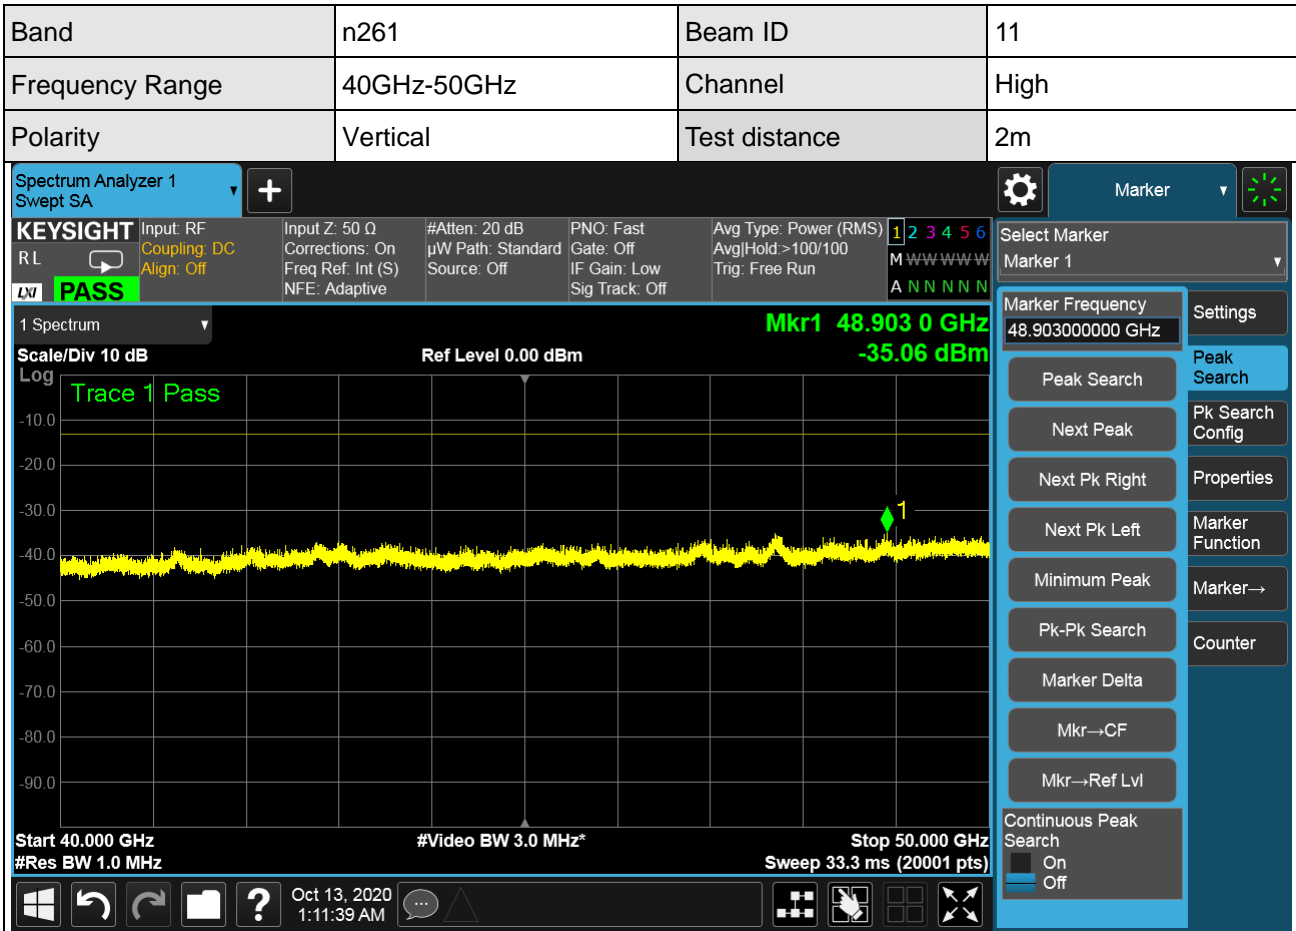 Band n261 Beam ID 11
Frequency Range 40GHz-50GHz Channel High
Polarity Vertical Test distance 2m
Spectrum Analyzer 1
Swept SA
Marker
KEYSIGHT
RL
LXI PASS
Input: RF
Coupling: DC
Align: Off
Input Z: 50 Ω
Corrections: On
Freq Ref: Int (S)
NFE: Adaptive
#Atten: 20 dB
µW Path: Standard
Source: Off
PNO: Fast
Gate: Off
IF Gain: Low
Sig Track: Off
Avg Type: Power (RMS)
Avg|Hold:>100/100
Trig: Free Run
1 2 3 4 5 6
M W W W W W
A N N N N N
Select Marker
Marker 1
1 Spectrum
Mkr1 48.903 0 GHz
-35.06 dBm
Scale/Div 10 dB
Ref Level 0.00 dBm
Log
Trace 1 Pass
-10.0
-20.0
-30.0
-40.0
-50.0
-60.0
-70.0
-80.0
-90.0
1
Start 40.000 GHz
#Video BW 3.0 MHz*
Stop 50.000 GHz
#Res BW 1.0 MHz
Sweep 33.3 ms (20001 pts)
Marker Frequency
48.903000000 GHz
Peak Search
Next Peak
Next Pk Right
Next Pk Left
Minimum Peak
Pk-Pk Search
Marker Delta
Mkr→CF
Mkr→Ref Lvl
Continuous Peak
Search
On
Off
Settings
Peak
Search
Pk Search
Config
Properties
Marker
Function
Marker→
Counter
?
Oct 13, 2020
1:11:39 AM